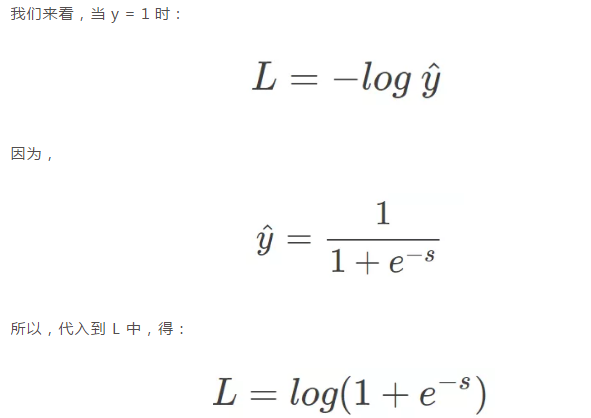 我们来看，当 y = 1 时：
L = −log ŷ
因为，
ŷ = 1 / (1 + e^{−s})
所以，代入到 L 中，得：
L = log(1 + e^{−s})